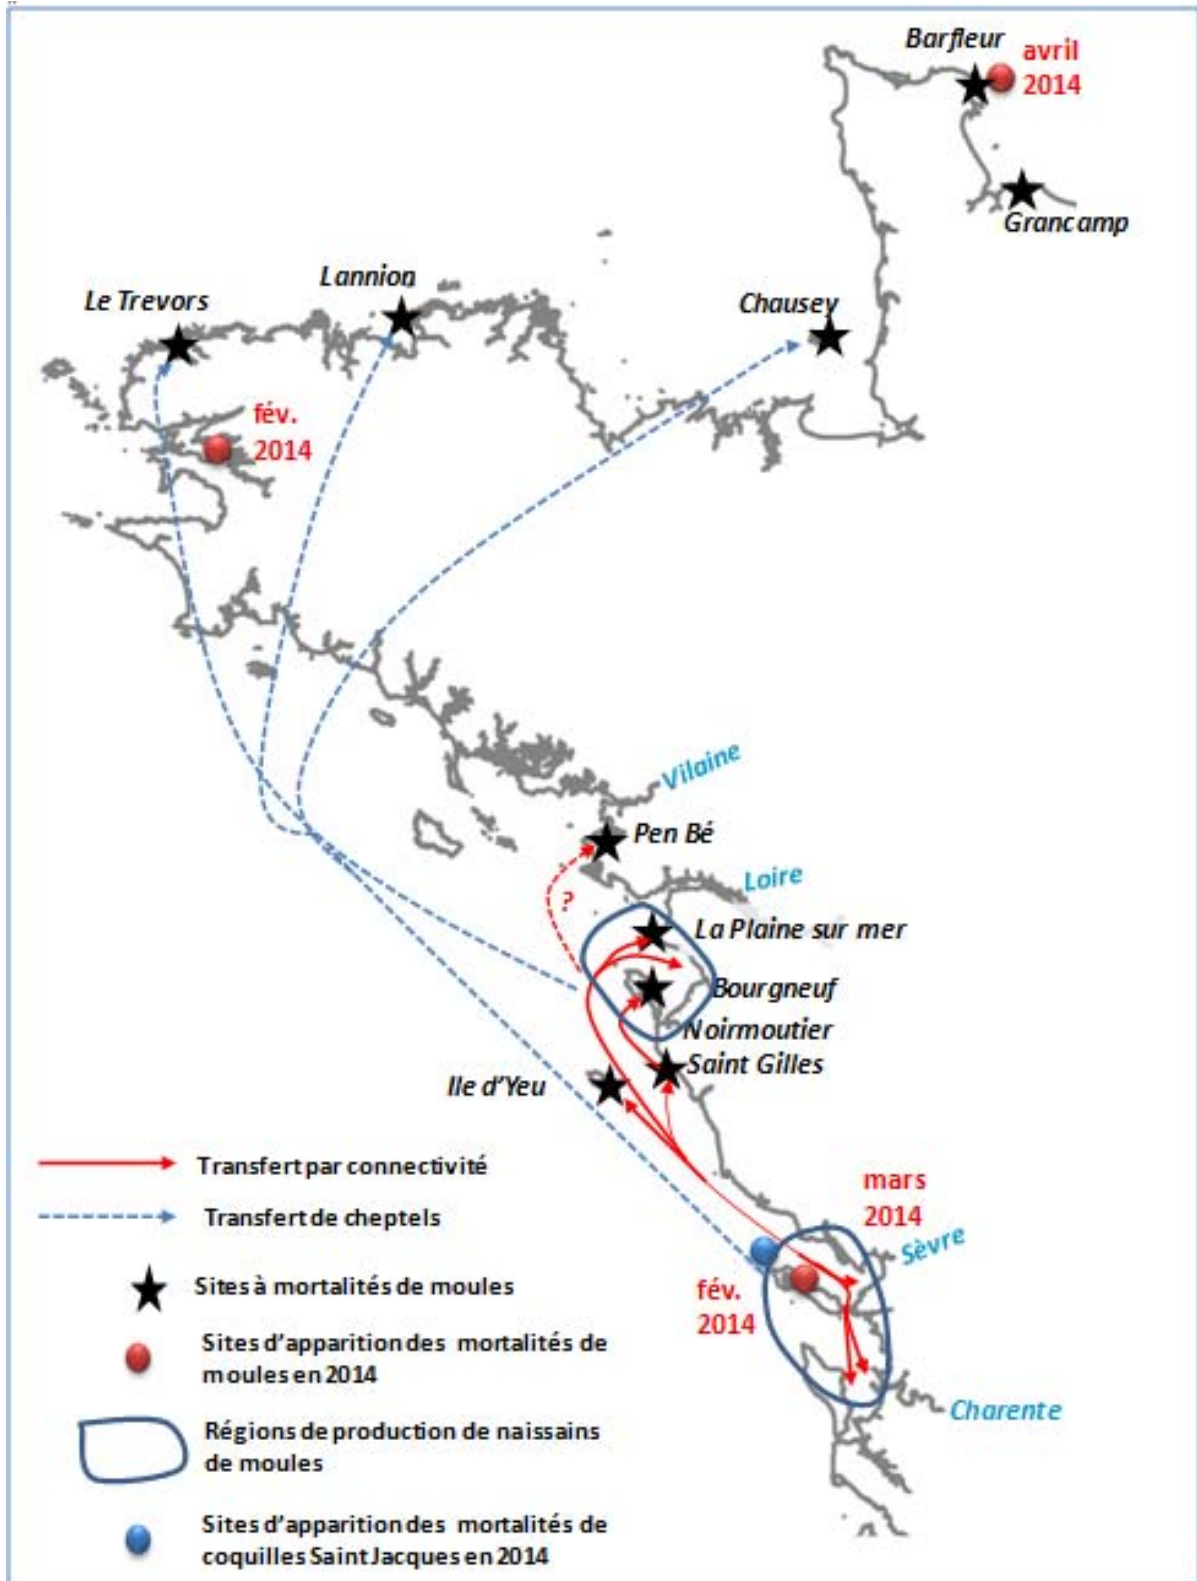 Barfleur
avril
2014
Grancamp
Lannion
Le Trevors
Chausey
fév.
2014
Vilaine
Pen Bé
Loire
?
La Plaine sur mer
Bourgneuf
Noirmoutier
Saint Gilles
Ile d'Yeu
Transfert par connectivité
mars
2014
Transfert de cheptels
Sèvre
Sites à mortalités de moules
fév.
2014
Sites d'apparition des mortalités de
moules en 2014
Charente
Régions de production de naissains
de moules
Sites d'apparition des mortalités de
coquilles Saint Jacques en 2014